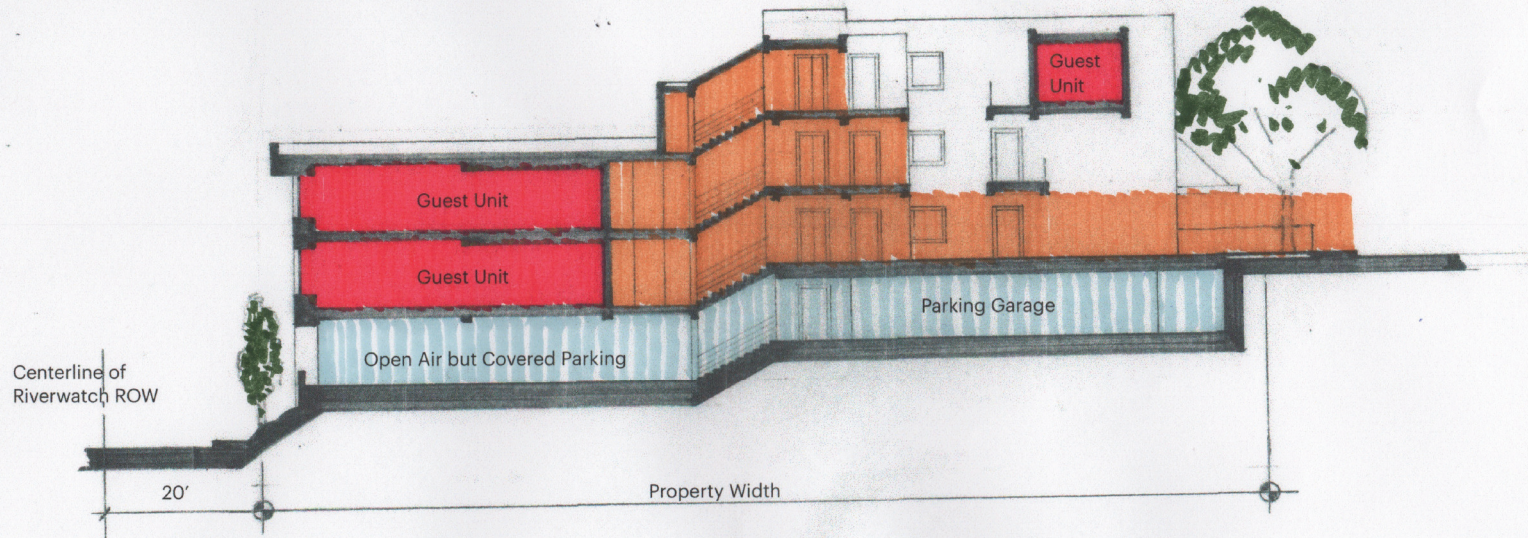 Guest
Unit
Guest Unit
Guest Unit
Parking Garage
Open Air but Covered Parking
Centerline of
Riverwatch ROW
20′
Property Width